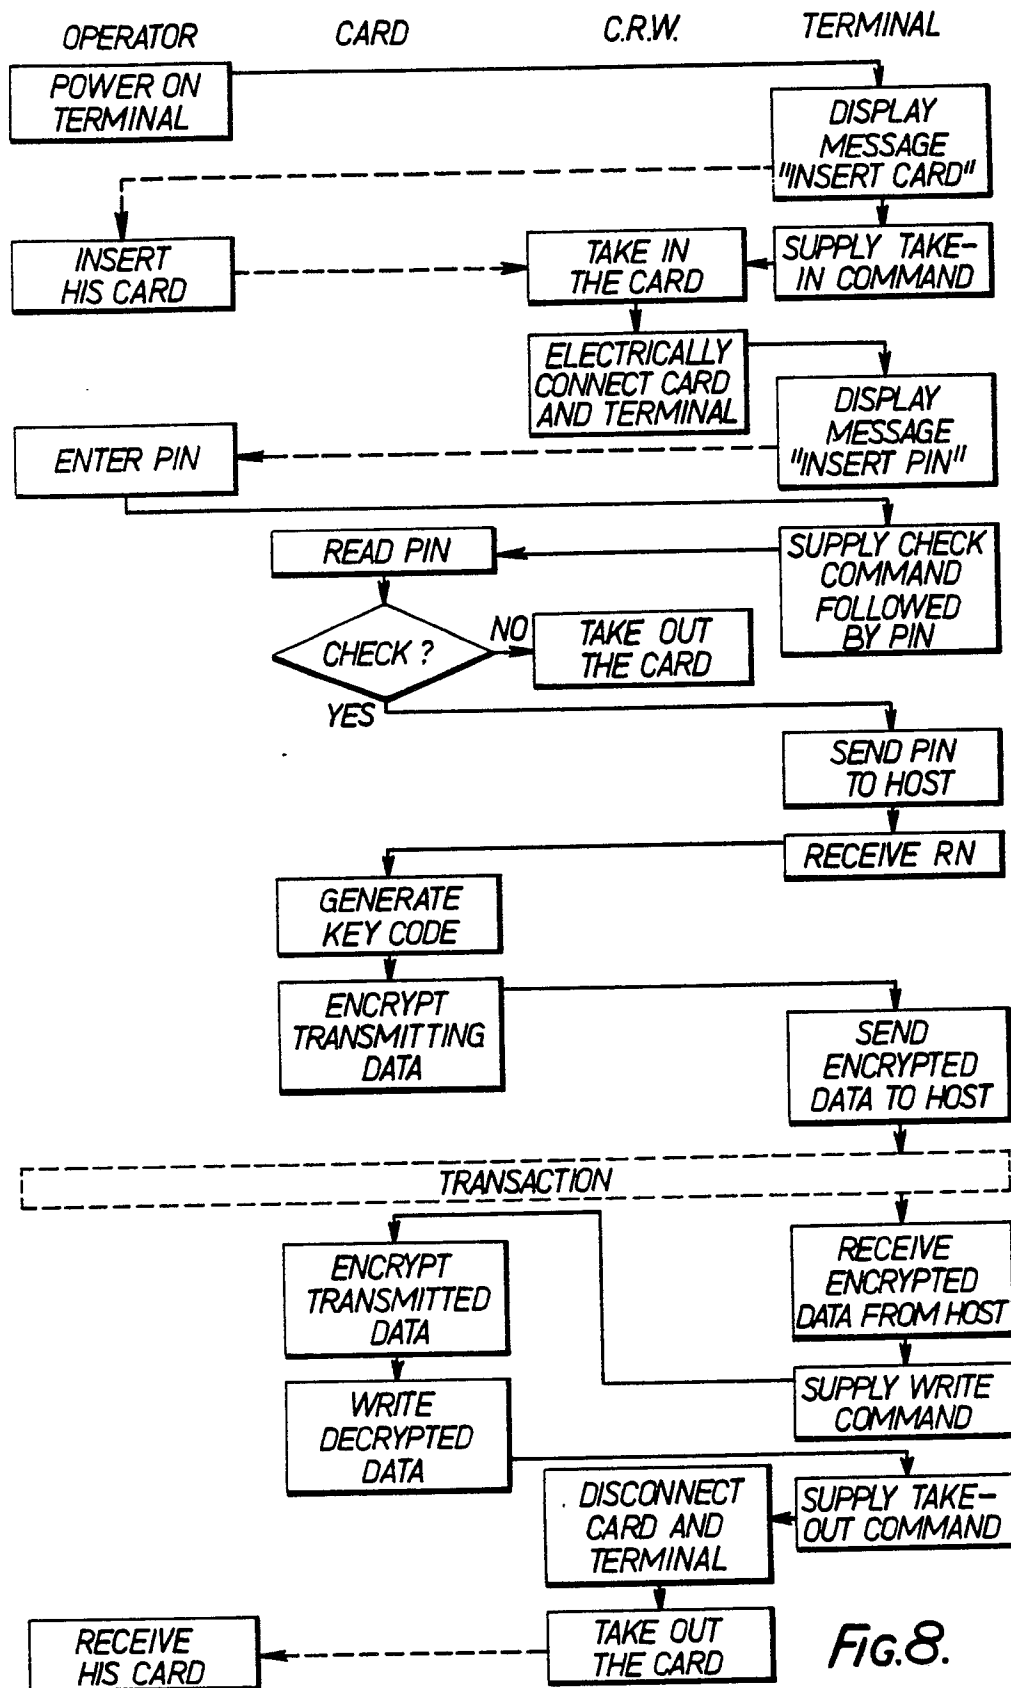 OPERATOR CARD C.R.W. TERMINAL
POWER ON
TERMINAL
DISPLAY
MESSAGE
"INSERT CARD"
INSERT
HIS CARD
TAKE IN
THE CARD
SUPPLY TAKE-
IN COMMAND
ELECTRICALLY
CONNECT CARD
AND TERMINAL
DISPLAY
MESSAGE
"INSERT PIN"
ENTER PIN
READ PIN
SUPPLY CHECK
COMMAND
FOLLOWED
BY PIN
CHECK ?
NO
TAKE OUT
THE CARD
YES
SEND PIN
TO HOST
RECEIVE RN
GENERATE
KEY CODE
ENCRYPT
TRANSMITTING
DATA
SEND
ENCRYPTED
DATA TO HOST
TRANSACTION
ENCRYPT
TRANSMITTED
DATA
RECEIVE
ENCRYPTED
DATA FROM HOST
SUPPLY WRITE
COMMAND
WRITE
DECRYPTED
DATA
DISCONNECT
CARD AND
TERMINAL
SUPPLY TAKE-
OUT COMMAND
RECEIVE
HIS CARD
TAKE OUT
THE CARD
FIG.8.